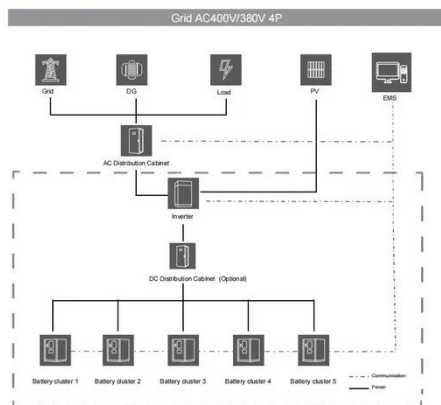 Grid AC400V/380V 4P
Grid
DG
Load
PV
EMS
AC Distribution Cabinet
Inverter
DC Distribution Cabinet (Optional)
Battery cluster 1
Battery cluster 2
Battery cluster 3
Battery cluster 4
Battery cluster 5
Communication
Power